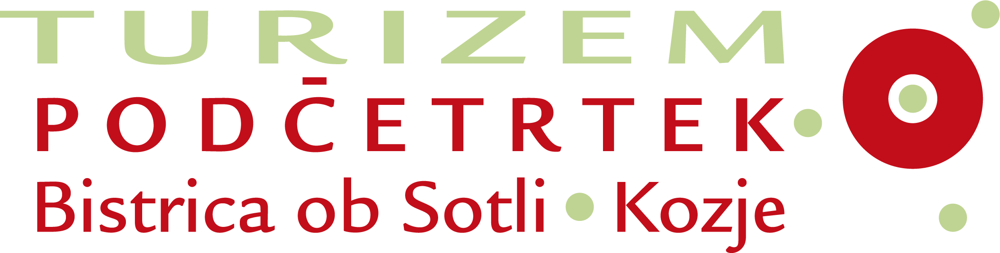 TURIZEM
PODČETRTEK
Bistrica ob Sotli • Kozje